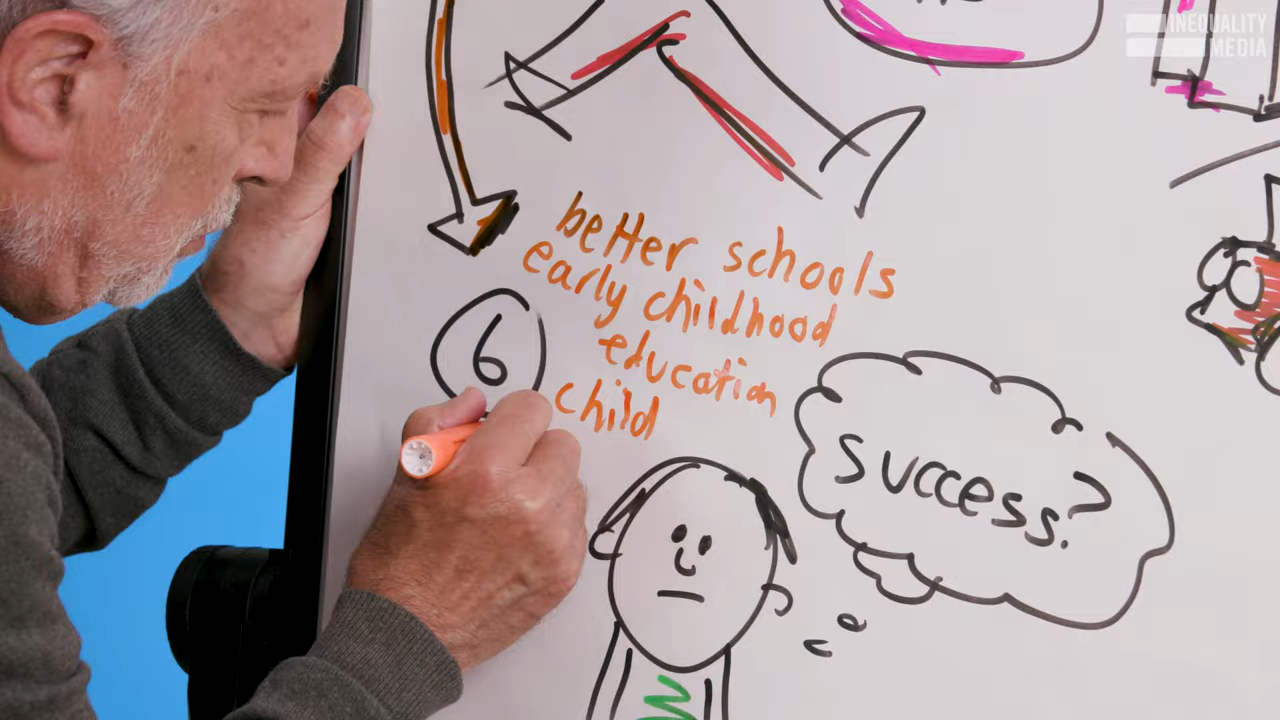 INEQUALITY
MEDIA
better schools
early childhood
education
child
6
success?